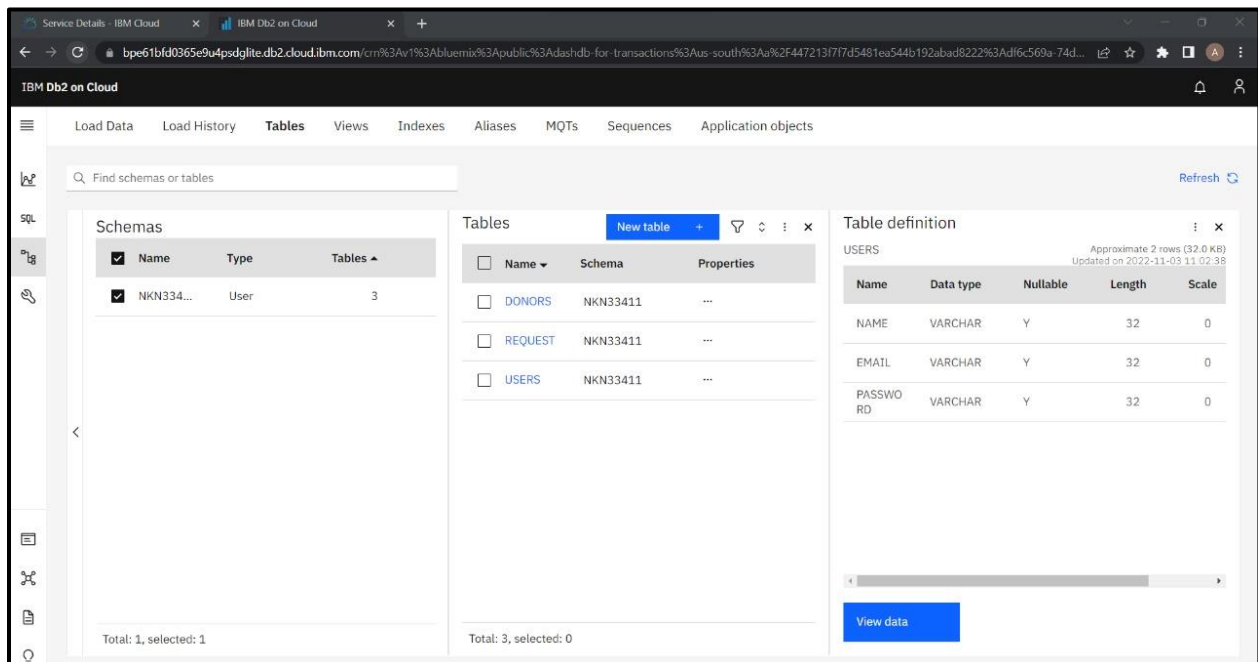 Service Details - IBM Cloud
IBM Db2 on Cloud
bpe61bfd0365e9u4psdglite.db2.cloud.ibm.com/crn%3Av1%3Abluemix%3Apublic%3Adashdb-for-transactions%3Aus-south%3Aa%2F447213f7f7d5481ea544b192abad8222%3Adf6c569a-74d...
A
IBM Db2 on Cloud
Load Data Load History Tables Views Indexes Aliases MQTs Sequences Application objects
Find schemas or tables
Refresh
SQL
Schemas
Name Type Tables
NKN334... User 3
Total: 1, selected: 1
Tables
New table +
Name Schema Properties
DONORS NKN33411 ...
REQUEST NKN33411 ...
USERS NKN33411 ...
Total: 3, selected: 0
Table definition
USERS
Approximate 2 rows (32.0 KB)
Updated on 2022-11-03 11:02:38
Name Data type Nullable Length Scale
NAME VARCHAR Y 32 0
EMAIL VARCHAR Y 32 0
PASSWO
RD VARCHAR Y 32 0
View data